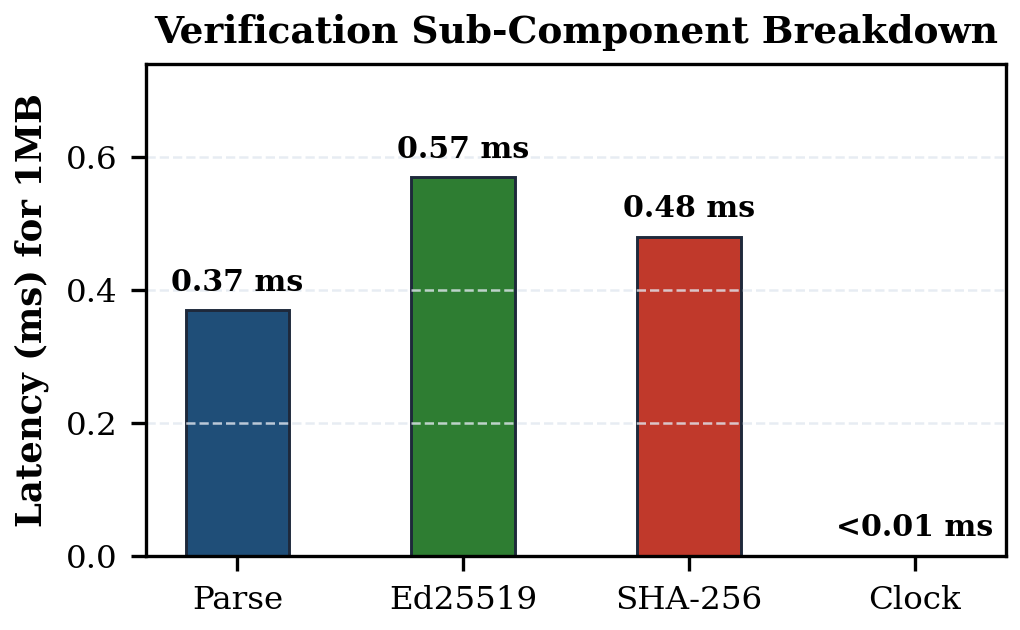 Verification Sub-Component Breakdown
Latency (ms) for 1MB
0.6
0.4
0.2
0.0
0.37 ms
0.57 ms
0.48 ms
<0.01 ms
Parse
Ed25519
SHA-256
Clock